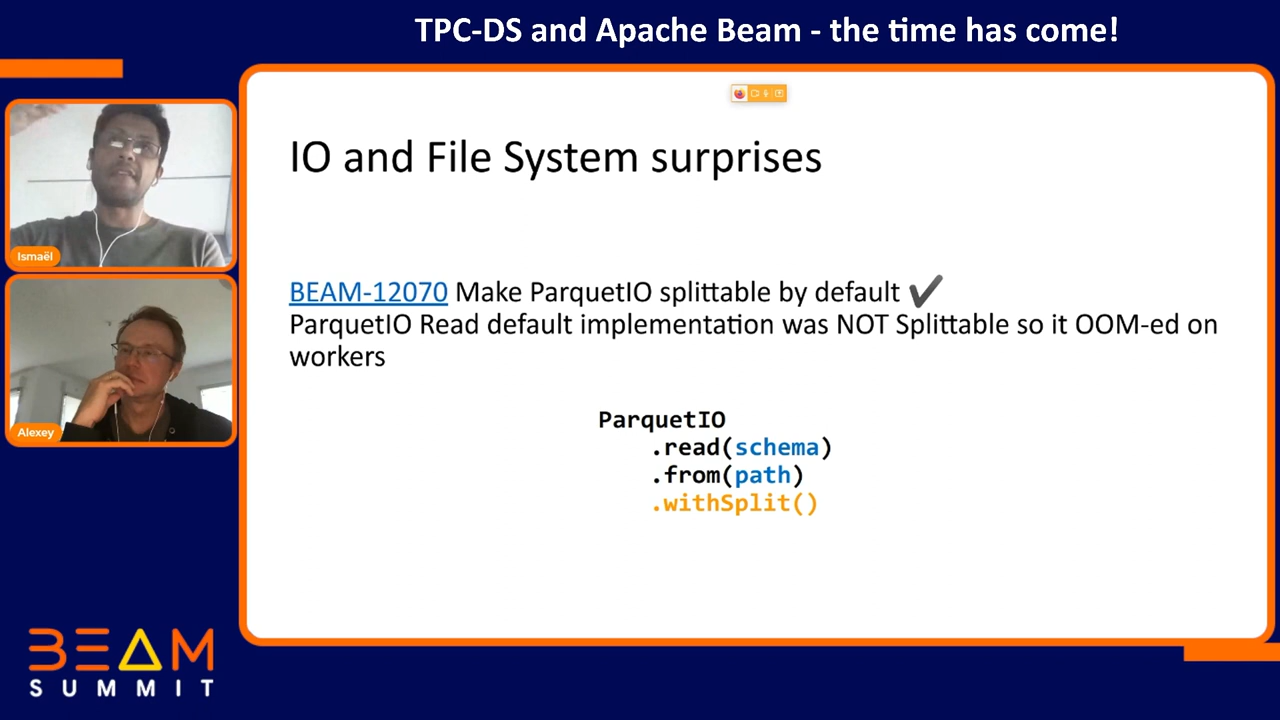 TPC-DS and Apache Beam - the time has come!
IO and File System surprises
Ismaël
BEAM-12070 Make ParquetIO splittable by default ✔
ParquetIO Read default implementation was NOT Splittable so it OOM-ed on
workers
Alexey
ParquetIO
.read(schema)
.from(path)
.withSplit()
BEAM
SUMMIT